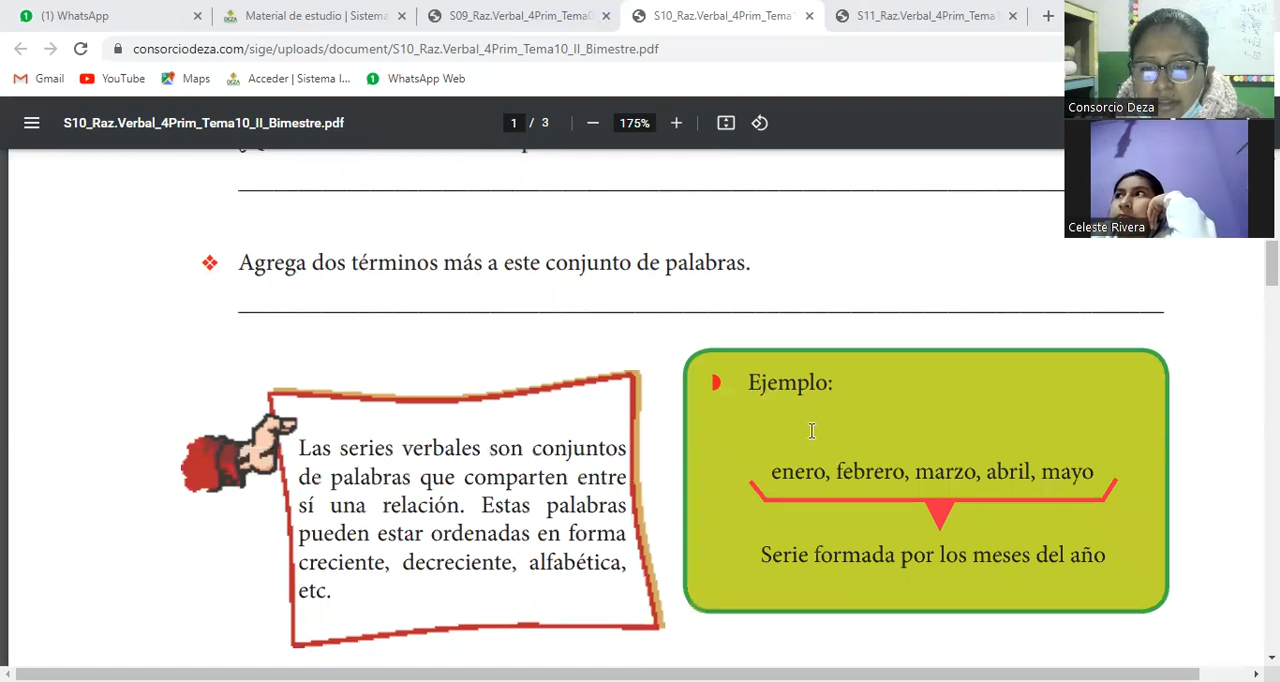 (1) WhatsApp
Material de estudio | Sistema
S09_Raz.Verbal_4Prim_Tema
S10_Raz.Verbal_4Prim_Tema
S11_Raz.Verbal_4Prim_Tema1
consorciodeza.com/sige/uploads/document/S10_Raz.Verbal_4Prim_Tema10_II_Bimestre.pdf
Gmail
YouTube
Maps
Acceder | Sistema I...
WhatsApp Web
Consorcio Deza
S10_Raz.Verbal_4Prim_Tema10_II_Bimestre.pdf
1 / 3
175%
Celeste Rivera
Agrega dos términos más a este conjunto de palabras.
Las series verbales son conjuntos
de palabras que comparten entre
sí una relación. Estas palabras
pueden estar ordenadas en forma
creciente, decreciente, alfabética,
etc.
Ejemplo:
enero, febrero, marzo, abril, mayo
Serie formada por los meses del año